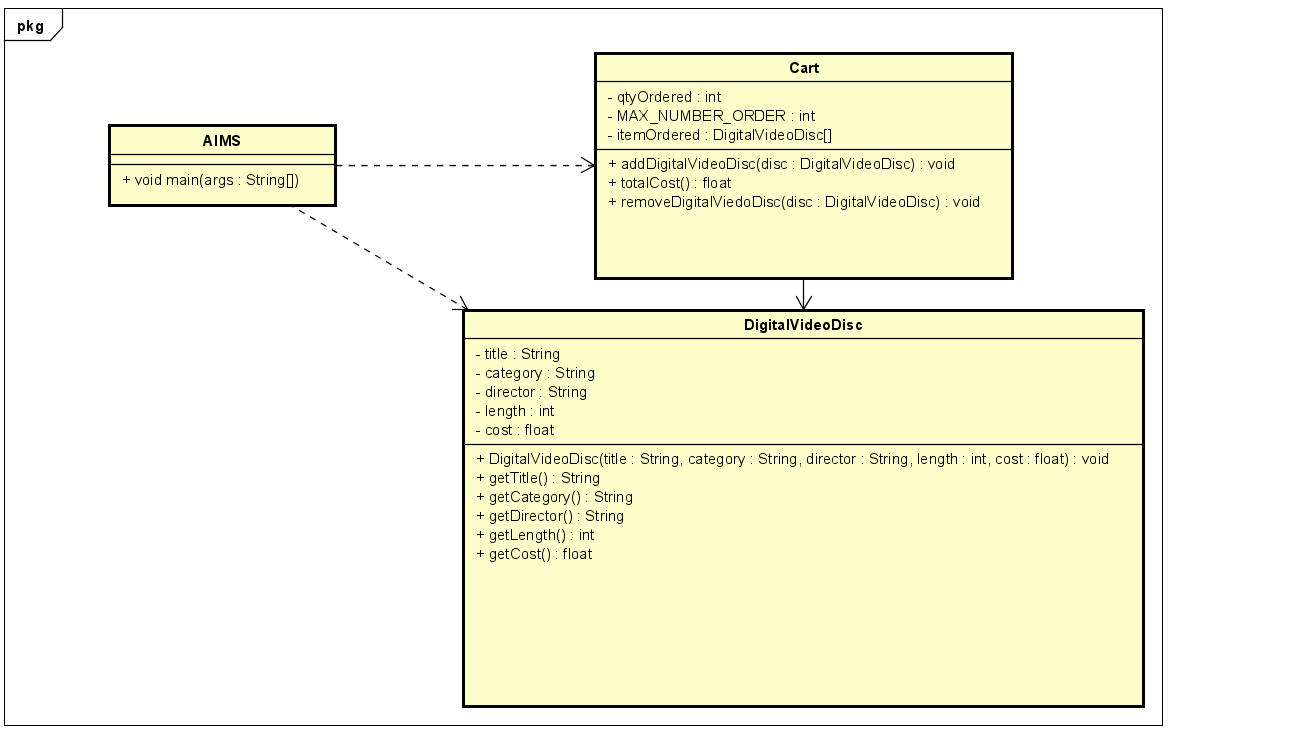 pkg
AIMS
+ void main(args : String[])
Cart
- qtyOrdered : int
- MAX_NUMBER_ORDER : int
- itemOrdered : DigitalVideoDisc[]
+ addDigitalVideoDisc(disc : DigitalVideoDisc) : void
+ totalCost() : float
+ removeDigitalViedoDisc(disc : DigitalVideoDisc) : void
DigitalVideoDisc
- title : String
- category : String
- director : String
- length : int
- cost : float
+ DigitalVideoDisc(title : String, category : String, director : String, length : int, cost : float) : void
+ getTitle() : String
+ getCategory() : String
+ getDirector() : String
+ getLength() : int
+ getCost() : float